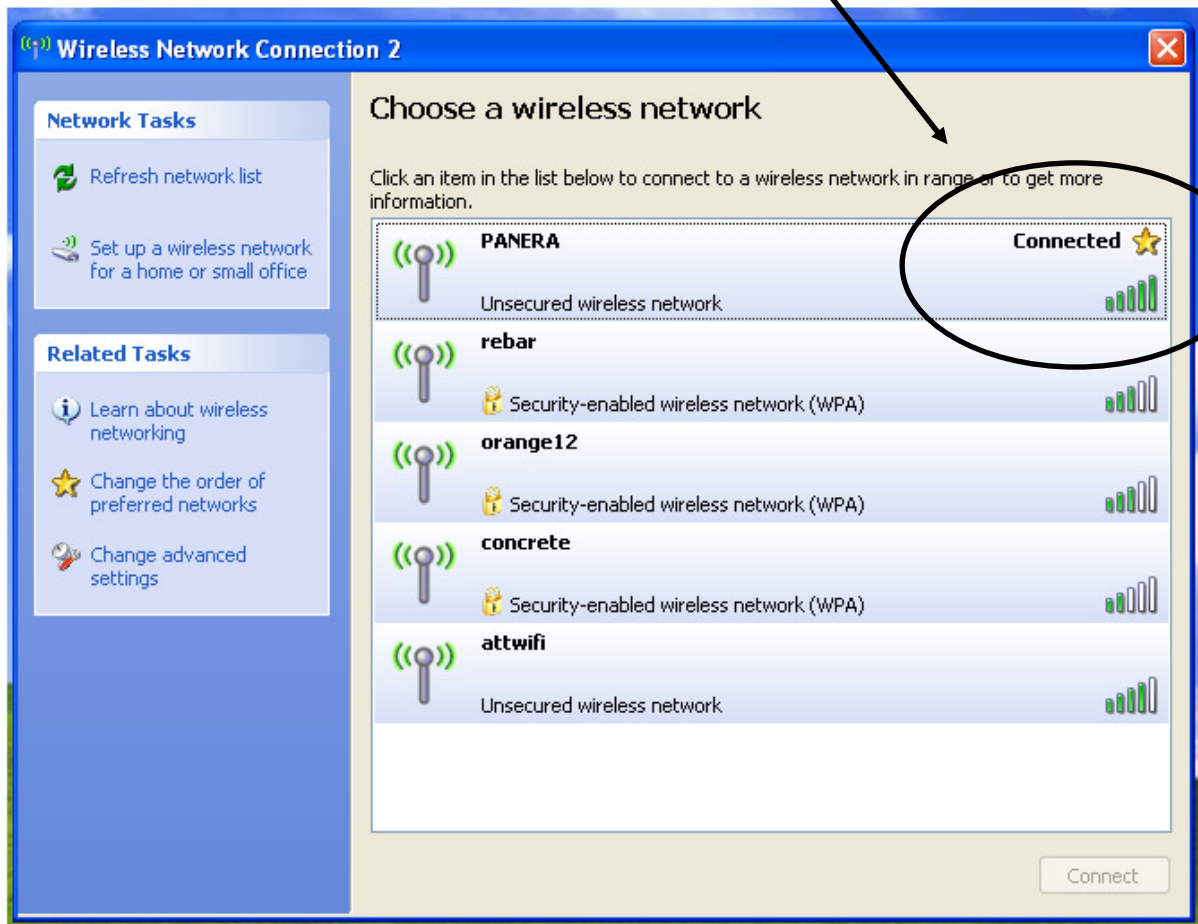 Wireless Network Connection 2
Network Tasks
Refresh network list
Set up a wireless network
for a home or small office
Related Tasks
Learn about wireless
networking
Change the order of
preferred networks
Change advanced
settings
Choose a wireless network
Click an item in the list below to connect to a wireless network in range or to get more
information.
PANERA Connected
Unsecured wireless network
rebar
Security-enabled wireless network (WPA)
orange12
Security-enabled wireless network (WPA)
concrete
Security-enabled wireless network (WPA)
attwifi
Unsecured wireless network
Connect